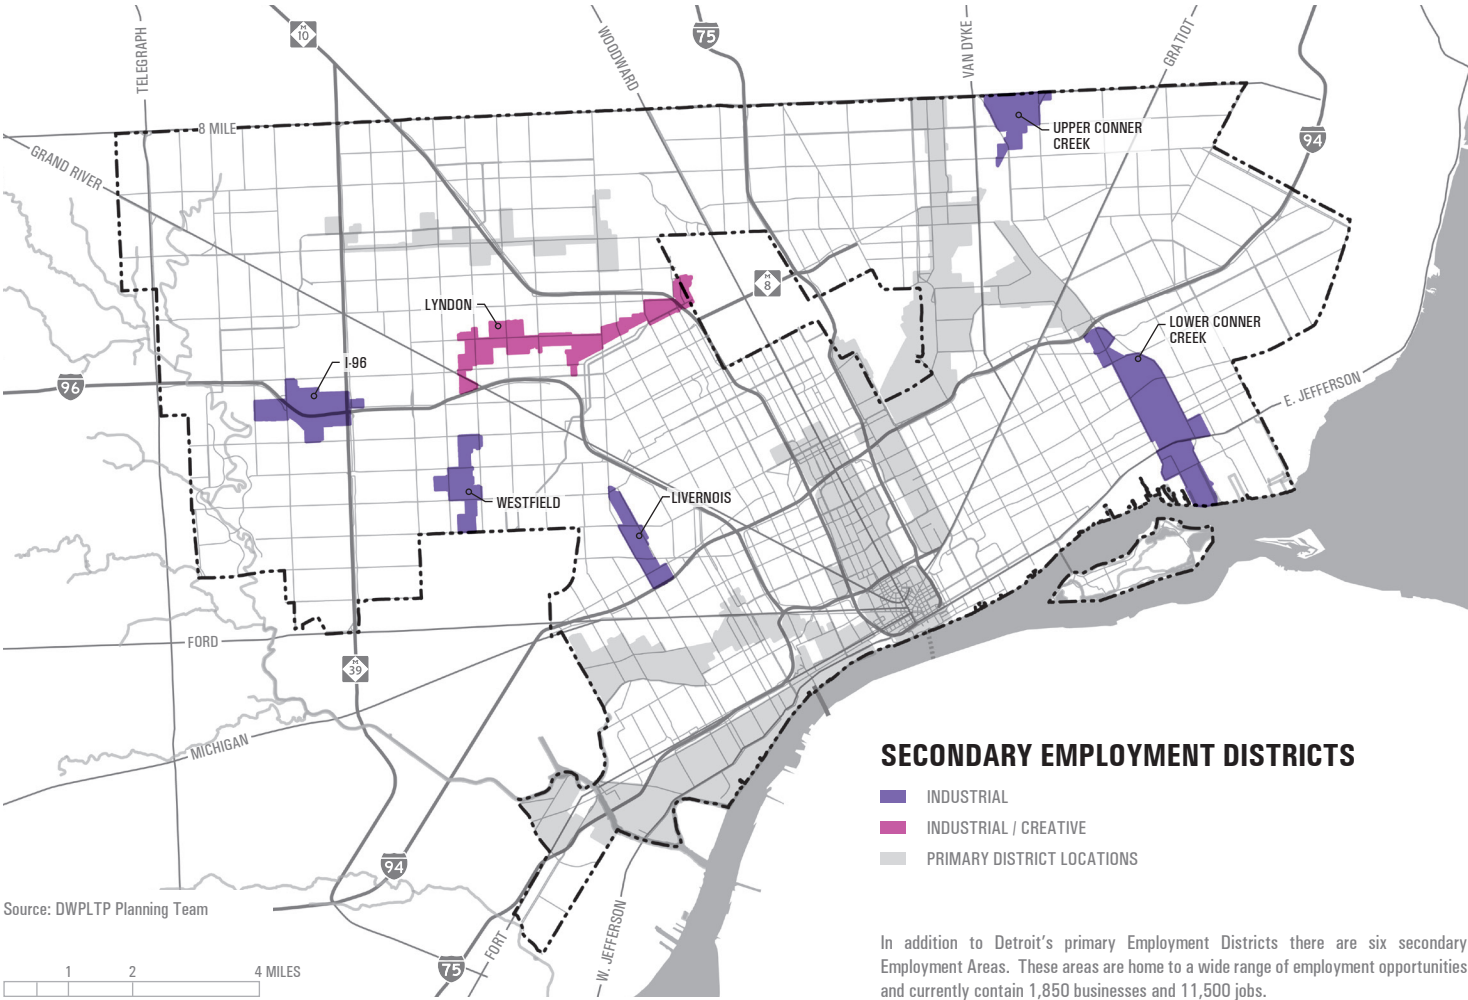 M
10
75
TELEGRAPH
WOODWARD
VAN DYKE
GRATIOT
8 MILE
GRAND RIVER
UPPER CONNER
CREEK
94
M
8
LYNDON
LOWER CONNER
CREEK
I-96
96
E. JEFFERSON
WESTFIELD
LIVERNOIS
FORD
M
39
MICHIGAN
SECONDARY EMPLOYMENT DISTRICTS
INDUSTRIAL
INDUSTRIAL / CREATIVE
PRIMARY DISTRICT LOCATIONS
94
Source: DWPLTP Planning Team
FORT
W. JEFFERSON
75
1 2 4 MILES
In addition to Detroit's primary Employment Districts there are six secondary
Employment Areas. These areas are home to a wide range of employment opportunities
and currently contain 1,850 businesses and 11,500 jobs.